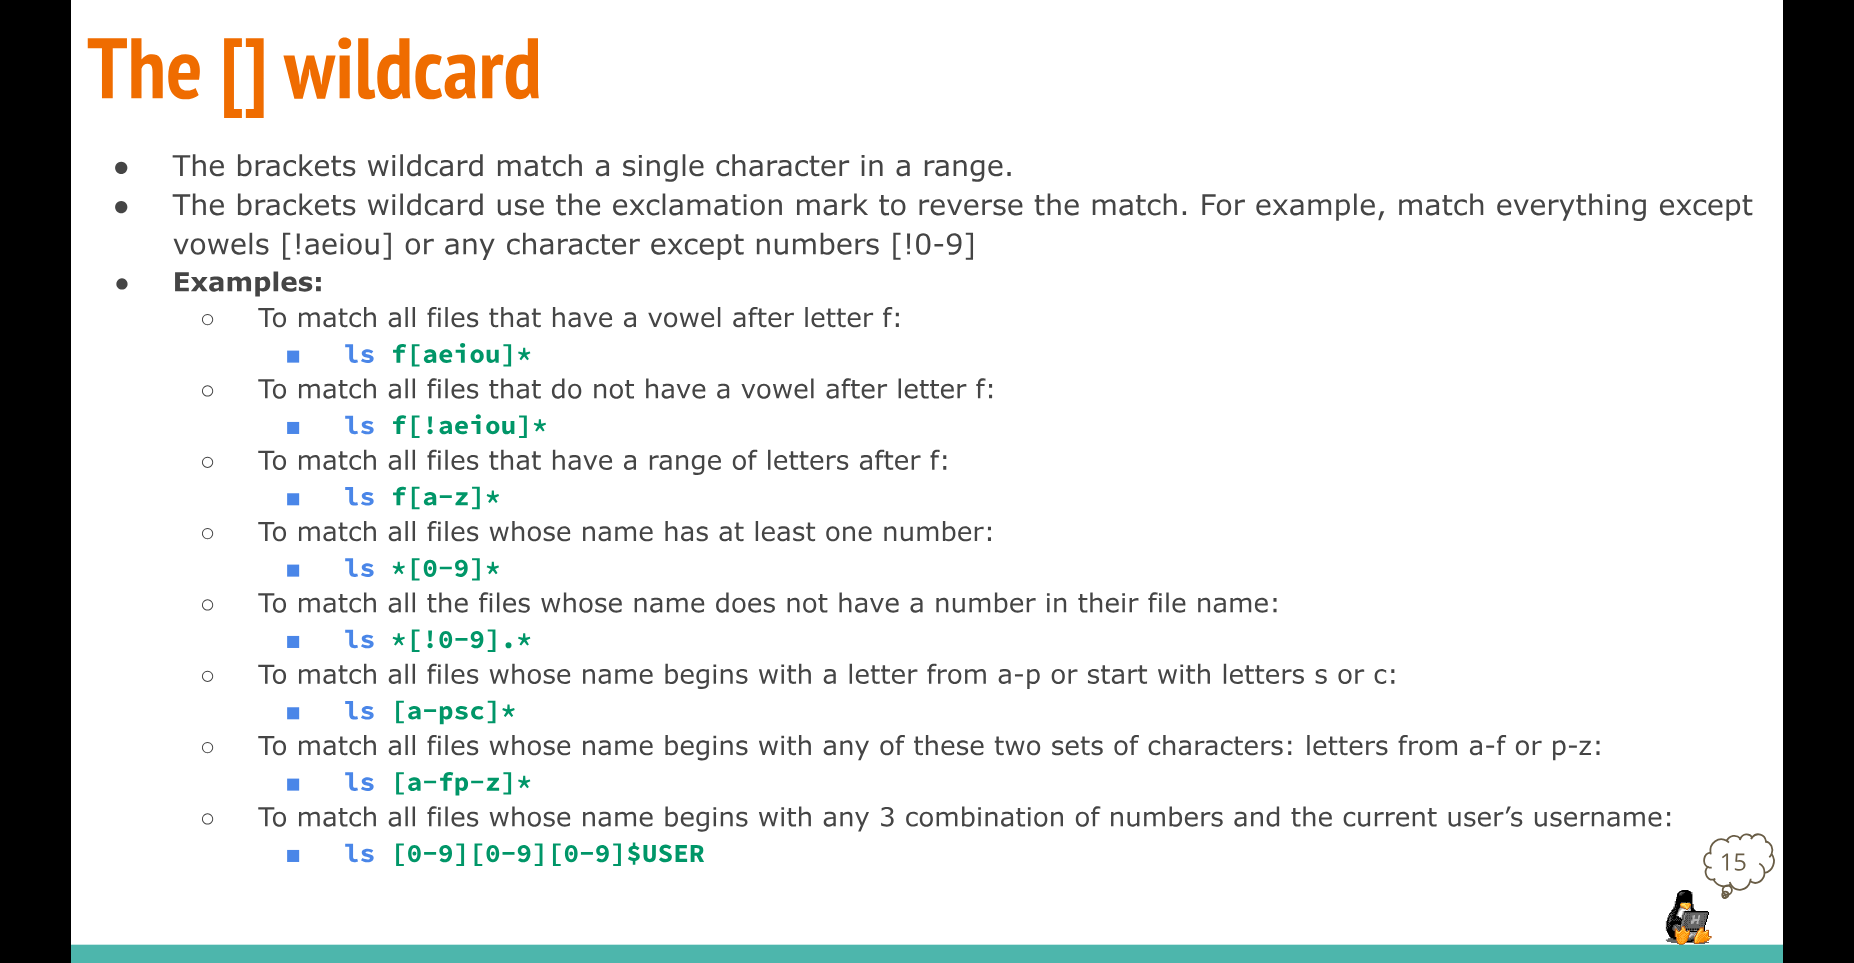 The [] wildcard
● The brackets wildcard match a single character in a range.
● The brackets wildcard use the exclamation mark to reverse the match. For example, match everything except
vowels [!aeiou] or any character except numbers [!0-9]
● Examples:
○ To match all files that have a vowel after letter f:
■ ls f[aeiou]*
○ To match all files that do not have a vowel after letter f:
■ ls f[!aeiou]*
○ To match all files that have a range of letters after f:
■ ls f[a-z]*
○ To match all files whose name has at least one number:
■ ls *[0-9]*
○ To match all the files whose name does not have a number in their file name:
■ ls *[!0-9].*
○ To match all files whose name begins with a letter from a-p or start with letters s or c:
■ ls [a-psc]*
○ To match all files whose name begins with any of these two sets of characters: letters from a-f or p-z:
■ ls [a-fp-z]*
○ To match all files whose name begins with any 3 combination of numbers and the current user’s username:
■ ls [0-9][0-9][0-9]$USER
15